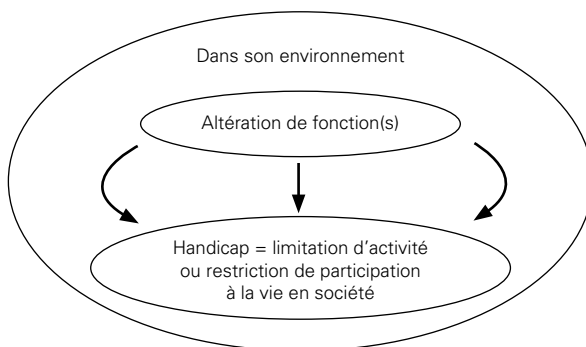 Dans son environnement
Altération de fonction(s)
Handicap = limitation d'activité
ou restriction de participation
à la vie en société